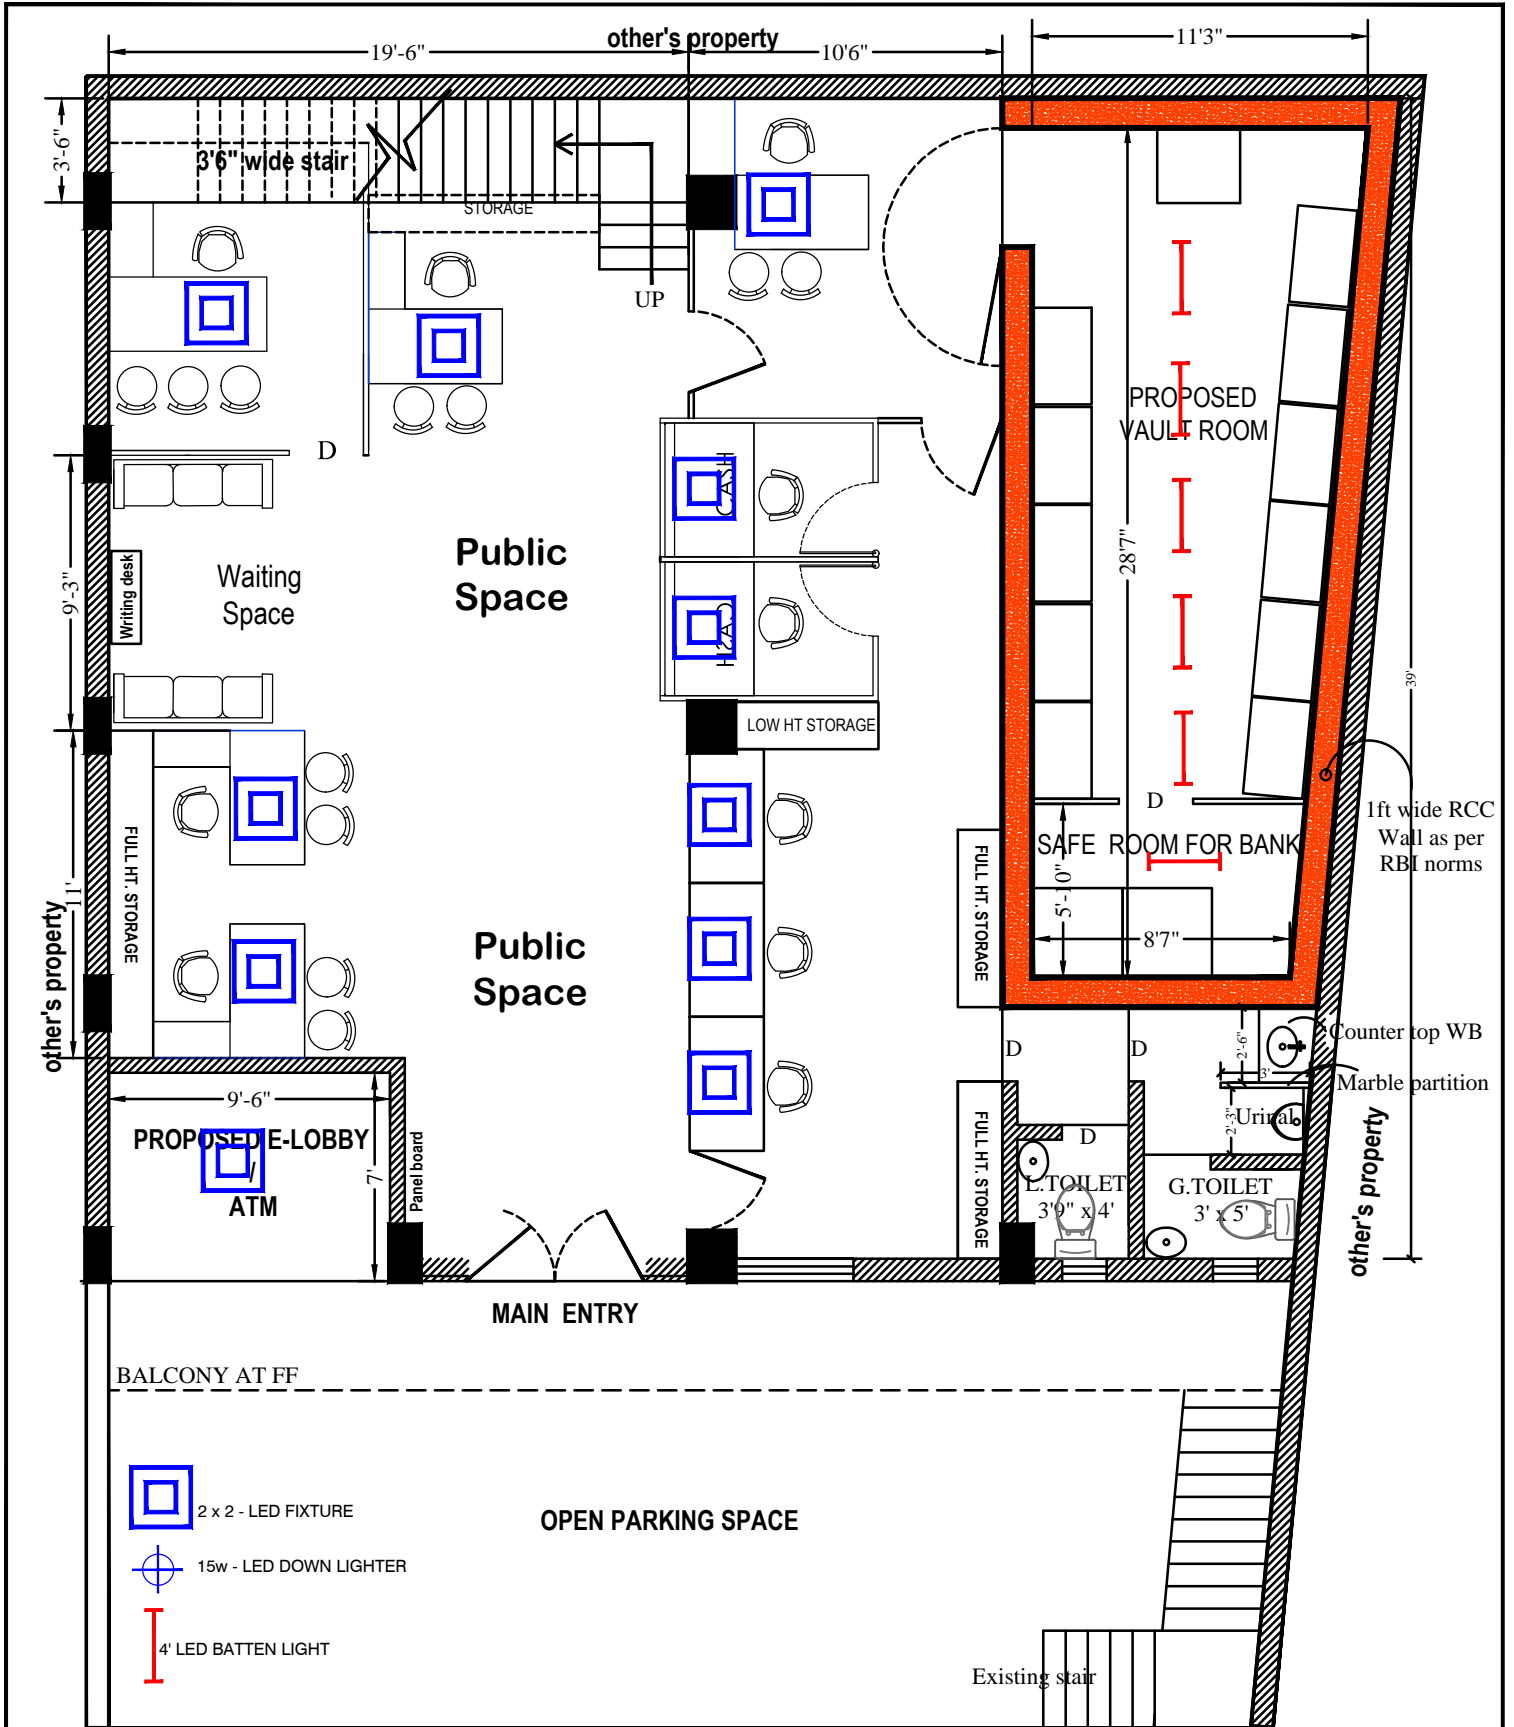 other's property
19'-6"
10'6"
11'3"
3'-6"
3'6" wide stair
STORAGE
UP
PROPOSED
VAULT ROOM
D
CASH
Public
Space
28'7"
Writing desk
Waiting
Space
9'-3"
CASH
39'
LOW HT STORAGE
D
1ft wide RCC
Wall as per
RBI norms
SAFE ROOM FOR BANK
FULL HT. STORAGE
11'
FULL HT. STORAGE
5'-10"
8'7"
Public
Space
other's property
D
D
2'-6"
Counter top WB
3'
Marble partition
9'-6"
PROPOSED E-LOBBY
/
ATM
7'
Panel board
FULL HT. STORAGE
D
2'-3"
Urinal
L.TOILET
3'9" x 4'
G.TOILET
3' x 5'
other's property
MAIN ENTRY
BALCONY AT FF
2 x 2 - LED FIXTURE
OPEN PARKING SPACE
15w - LED DOWN LIGHTER
4' LED BATTEN LIGHT
Existing stair